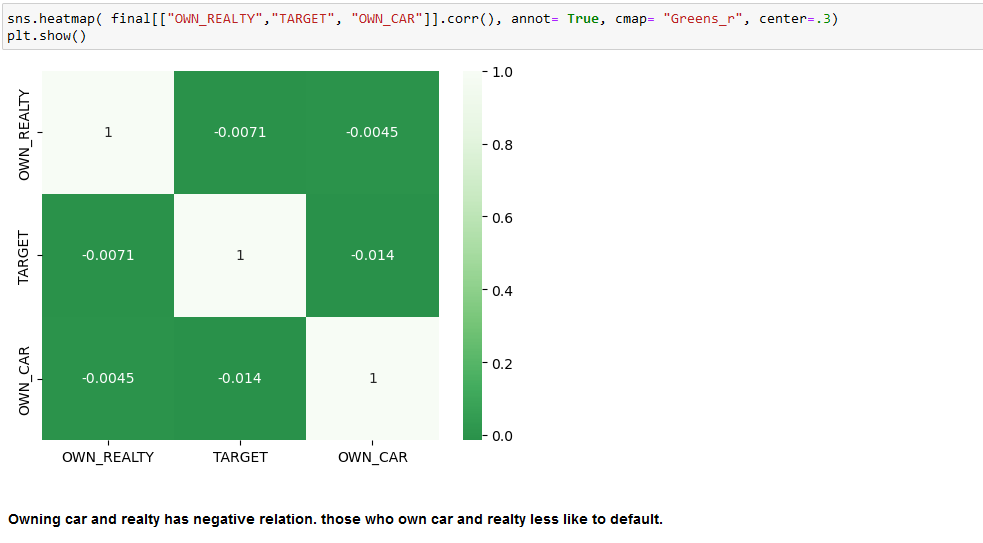 sns.heatmap( final[["OWN_REALTY","TARGET", "OWN_CAR"]].corr(), annot= True, cmap= "Greens_r", center=.3)
plt.show()
1.0
OWN_REALTY
1
-0.0071
-0.0045
0.8
0.6
TARGET
-0.0071
1
-0.014
0.4
0.2
OWN_CAR
-0.0045
-0.014
1
0.0
OWN_REALTY
TARGET
OWN_CAR
Owning car and realty has negative relation. those who own car and realty less like to default.